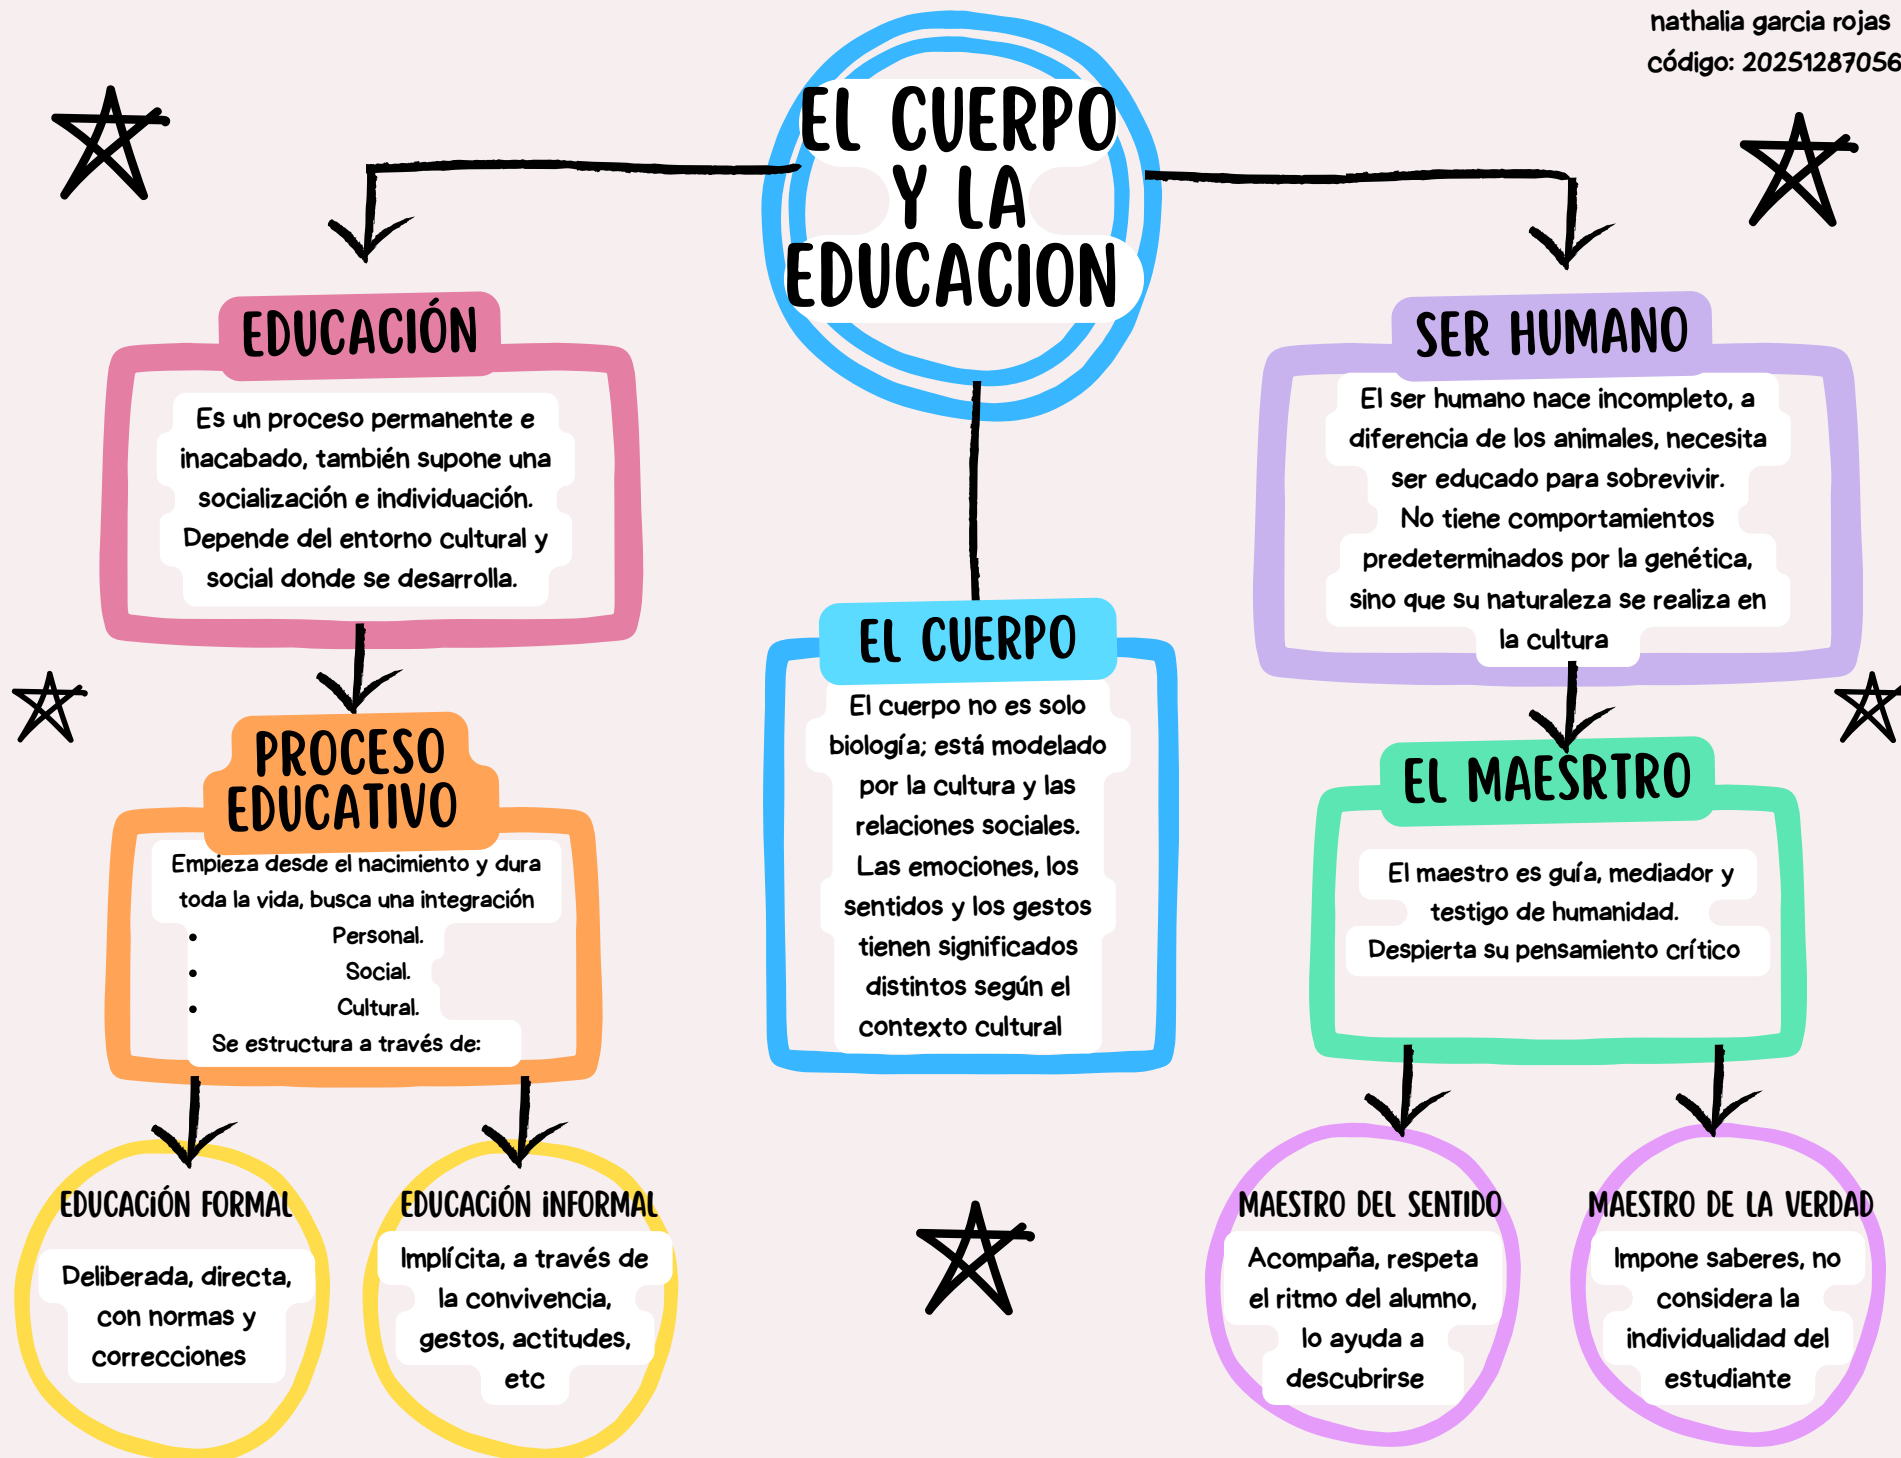 nathalia garcia rojas
código: 20251287056
EL CUERPO
Y LA
EDUCACION
EDUCACIÓN
Es un proceso permanente e
inacabado, también supone una
socialización e individuación.
Depende del entorno cultural y
social donde se desarrolla.
PROCESO
EDUCATIVO
Empieza desde el nacimiento y dura
toda la vida, busca una integración
• Personal.
• Social.
• Cultural.
Se estructura a través de:
EDUCACIÓN FORMAL
Deliberada, directa,
con normas y
correcciones
EDUCACIÓN INFORMAL
Implícita, a través de
la convivencia,
gestos, actitudes,
etc
EL CUERPO
El cuerpo no es solo
biología; está modelado
por la cultura y las
relaciones sociales.
Las emociones, los
sentidos y los gestos
tienen significados
distintos según el
contexto cultural
SER HUMANO
El ser humano nace incompleto, a
diferencia de los animales, necesita
ser educado para sobrevivir.
No tiene comportamientos
predeterminados por la genética,
sino que su naturaleza se realiza en
la cultura
EL MAESRTRO
El maestro es guía, mediador y
testigo de humanidad.
Despierta su pensamiento crítico
MAESTRO DEL SENTIDO
Acompaña, respeta
el ritmo del alumno,
lo ayuda a
descubrirse
MAESTRO DE LA VERDAD
Impone saberes, no
considera la
individualidad del
estudiante